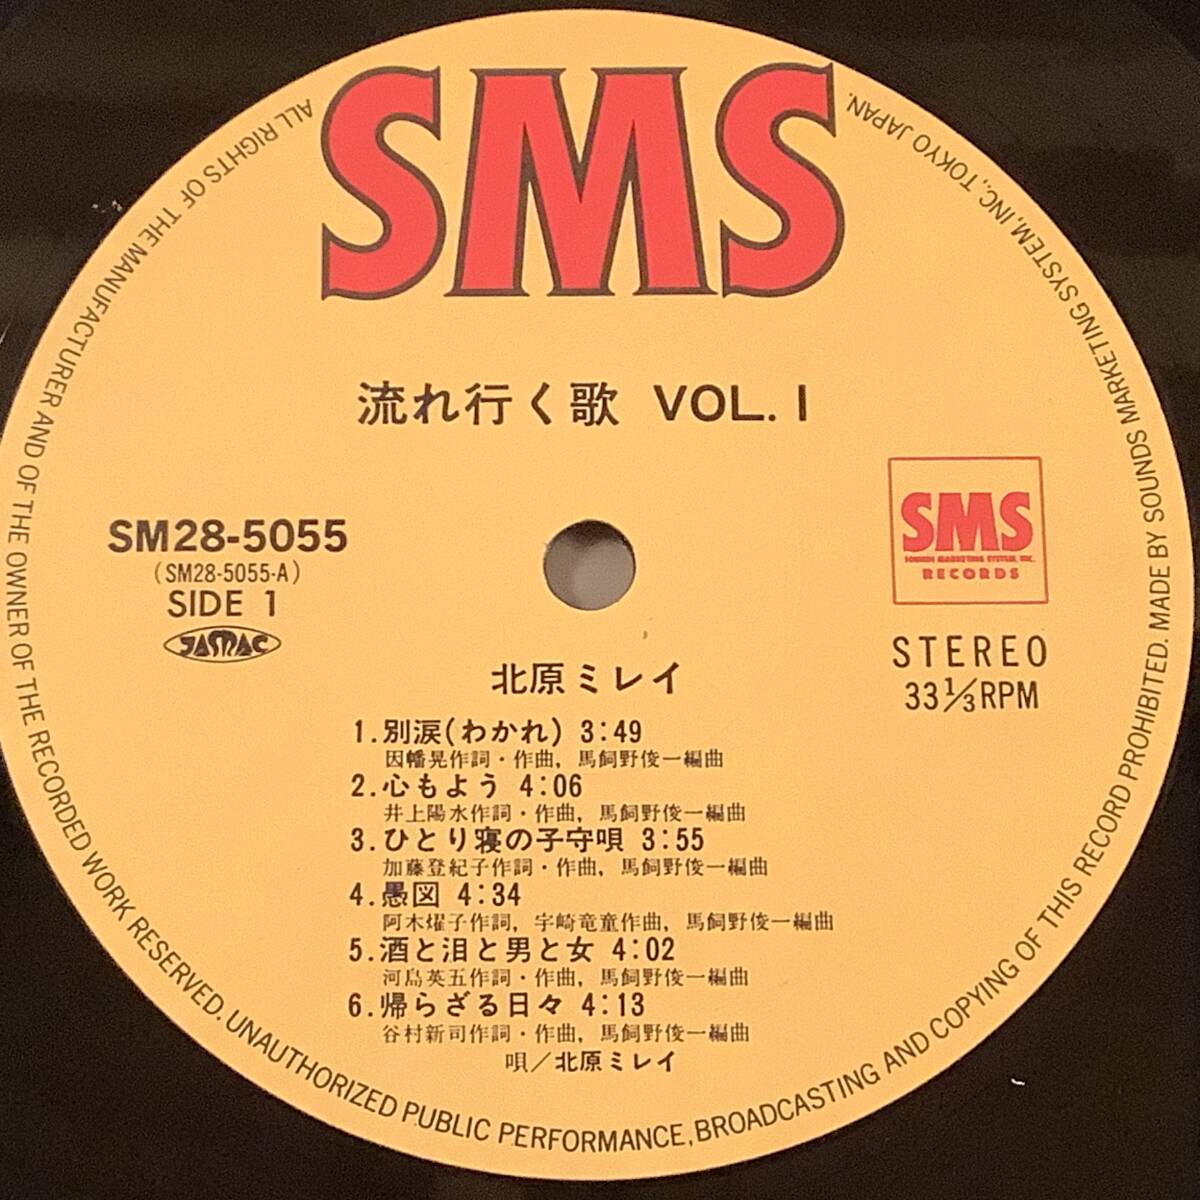 SMS
流れ行く歌 VOL. I
SM28-5055
(SM28-5055-A)
SIDE 1
JASMAC
SMS
SOUNDS MARKETING SYSTEM, INC.
RECORDS
STEREO
33⅓RPM
北原ミレイ
1.別涙(わかれ) 3:49
因幡晃作詞・作曲, 馬飼野俊一編曲
2.心もよう 4:06
井上陽水作詞・作曲, 馬飼野俊一編曲
3.ひとり寝の子守唄 3:55
加藤登紀子作詞・作曲, 馬飼野俊一編曲
4.愚図 4:34
阿木燿子作詞, 宇崎竜童作曲, 馬飼野俊一編曲
5.酒と泪と男と女 4:02
河島英五作詞・作曲, 馬飼野俊一編曲
6.帰らざる日々 4:13
谷村新司作詞・作曲, 馬飼野俊一編曲
唄／北原ミレイ
ALL RIGHTS OF THE MANUFACTURER AND OF THE OWNER OF THE RECORDED WORK RESERVED. UNAUTHORIZED PUBLIC PERFORMANCE, BROADCASTING AND COPYING OF THIS RECORD PROHIBITED. MADE BY SOUNDS MARKETING SYSTEM, INC., TOKYO JAPAN.